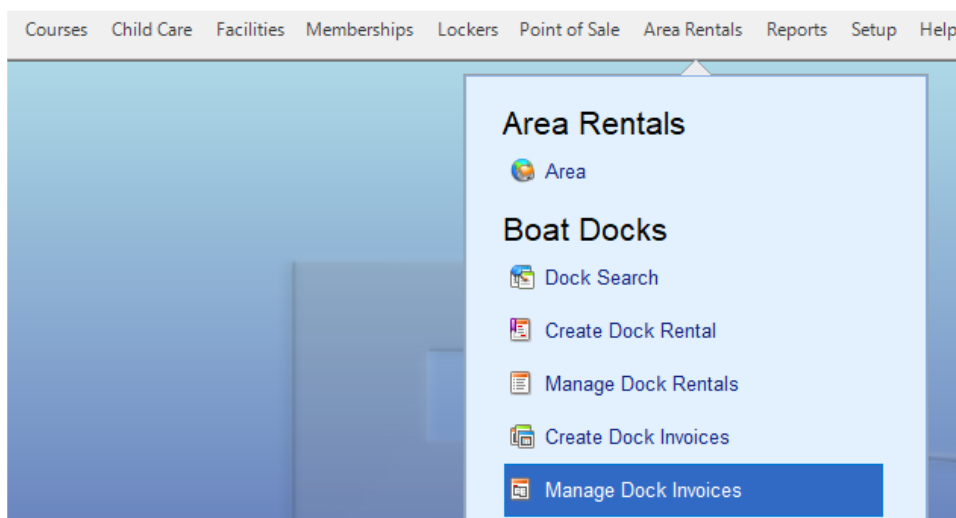 Courses Child Care Facilities Memberships Lockers Point of Sale Area Rentals Reports Setup Help
Area Rentals
Area
Boat Docks
Dock Search
Create Dock Rental
Manage Dock Rentals
Create Dock Invoices
Manage Dock Invoices